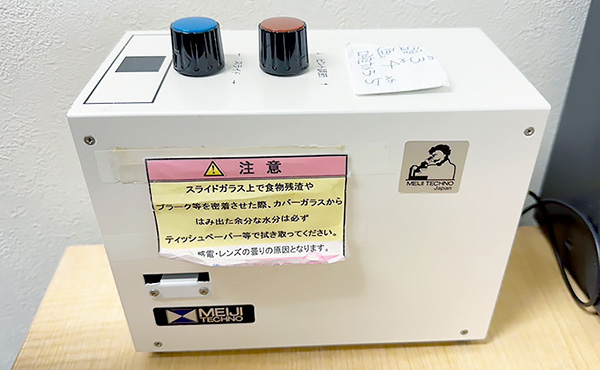 注意
スライドガラス上で食物残渣や
プラーク等を密着させた際、カバーガラスから
はみ出た余分な水分は必ず
ティッシュペーパー等で拭き取ってください。
感電・レンズの曇りの原因となります。
MEIJI TECHNO
Japan
MEIJI
TECHNO